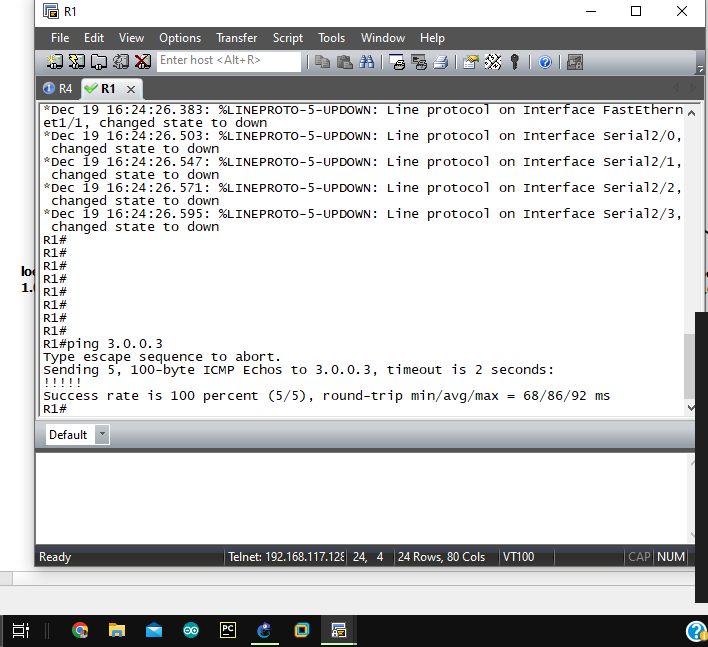 R1
File Edit View Options Transfer Script Tools Window Help
Enter host <Alt+R>
R4 R1
*Dec 19 16:24:26.383: %LINEPROTO-5-UPDOWN: Line protocol on Interface FastEthern
et1/1, changed state to down
*Dec 19 16:24:26.503: %LINEPROTO-5-UPDOWN: Line protocol on Interface Serial2/0,
changed state to down
*Dec 19 16:24:26.547: %LINEPROTO-5-UPDOWN: Line protocol on Interface Serial2/1,
changed state to down
*Dec 19 16:24:26.571: %LINEPROTO-5-UPDOWN: Line protocol on Interface Serial2/2,
changed state to down
*Dec 19 16:24:26.595: %LINEPROTO-5-UPDOWN: Line protocol on Interface Serial2/3,
changed state to down
R1#
R1#
R1#
R1#
R1#
R1#
R1#
R1#
R1#ping 3.0.0.3
Type escape sequence to abort.
Sending 5, 100-byte ICMP Echos to 3.0.0.3, timeout is 2 seconds:
!!!!!
Success rate is 100 percent (5/5), round-trip min/avg/max = 68/86/92 ms
R1#
Default
Ready Telnet: 192.168.117.128 24, 4 24 Rows, 80 Cols VT100 CAP NUM
PC